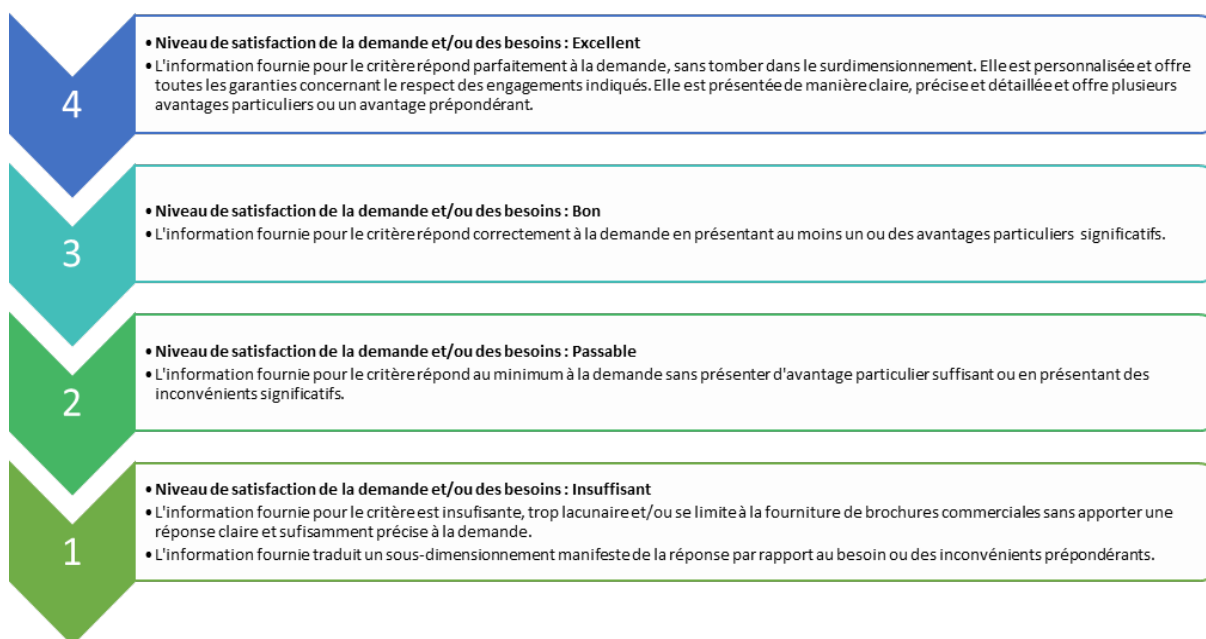 4
• Niveau de satisfaction de la demande et/ou des besoins : Excellent
• L'information fournie pour le critère répond parfaitement à la demande, sans tomber dans le surdimensionnement. Elle est personnalisée et offre
toutes les garanties concernant le respect des engagements indiqués. Elle est présentée de manière claire, précise et détaillée et offre plusieurs
avantages particuliers ou un avantage prépondérant.
3
• Niveau de satisfaction de la demande et/ou des besoins : Bon
• L'information fournie pour le critère répond correctement à la demande en présentant au moins un ou des avantages particuliers significatifs.
2
• Niveau de satisfaction de la demande et/ou des besoins : Passable
• L'information fournie pour le critère répond au minimum à la demande sans présenter d'avantage particulier suffisant ou en présentant des
inconvénients significatifs.
1
• Niveau de satisfaction de la demande et/ou des besoins : Insuffisant
• L'information fournie pour le critère est insufisante, trop lacunaire et/ou se limite à la fourniture de brochures commerciales sans apporter une
réponse claire et sufisamment précise à la demande.
• L'information fournie traduit un sous-dimensionnement manifeste de la réponse par rapport au besoin ou des inconvénients prépondérants.